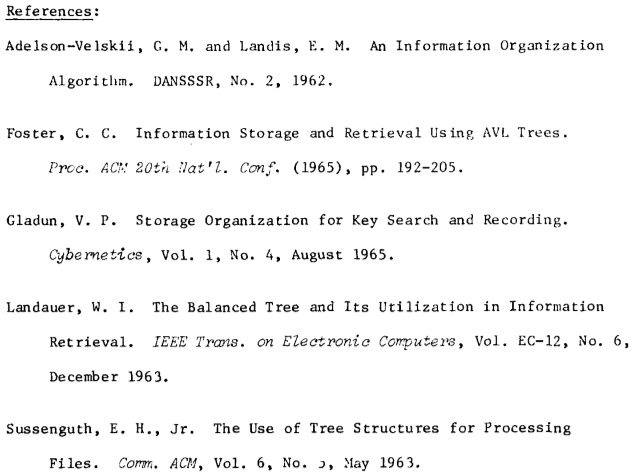 References:
Adelson-Velskii, G. M. and Landis, E. M. An Information Organization
Algorithm. DANSSSR, No. 2, 1962.
Foster, C. C. Information Storage and Retrieval Using AVL Trees.
Proc. ACM 20th Nat'l. Conf. (1965), pp. 192-205.
Gladun, V. P. Storage Organization for Key Search and Recording.
Cybernetics, Vol. 1, No. 4, August 1965.
Landauer, W. I. The Balanced Tree and Its Utilization in Information
Retrieval. IEEE Trans. on Electronic Computers, Vol. EC-12, No. 6,
December 1963.
Sussenguth, E. H., Jr. The Use of Tree Structures for Processing
Files. Comm. ACM, Vol. 6, No. , May 1963.